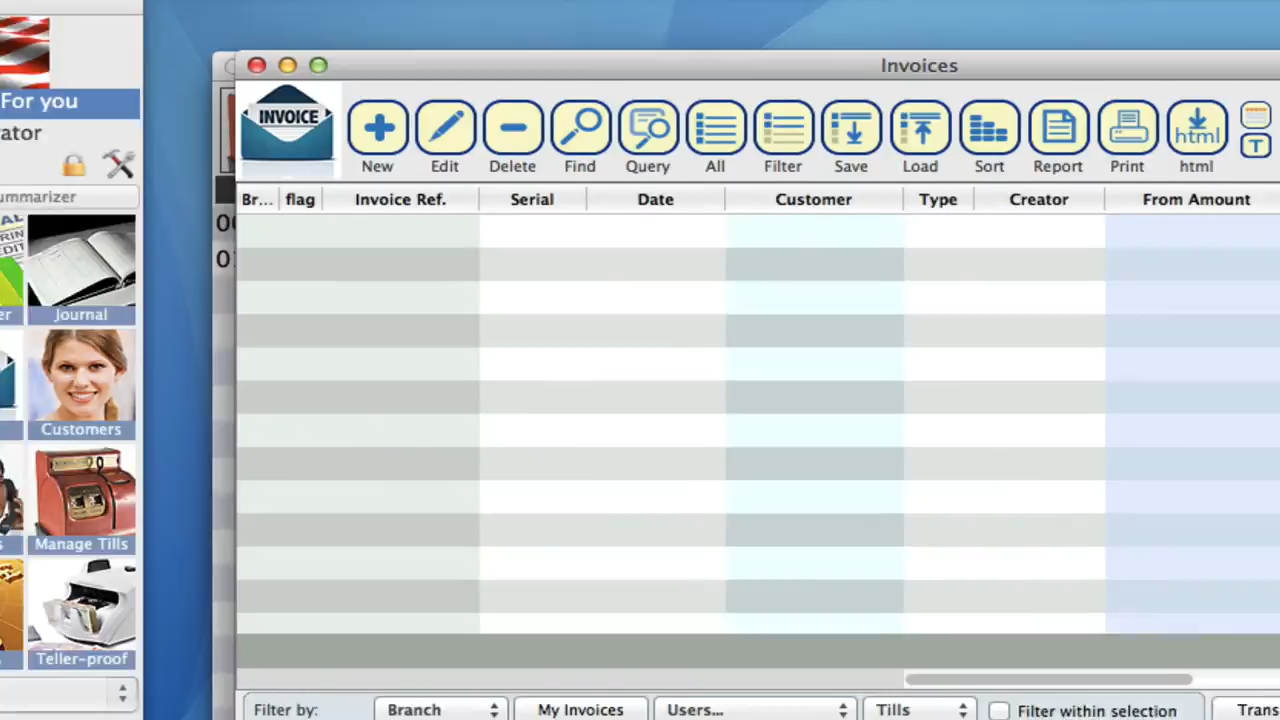 For you
ator
ummarizer
Journal
er
Customers
Manage Tills
s
Teller-proof
Invoices
INVOICE
New Edit Delete Find Query All Filter Save Load Sort Report Print html
html
T
Br... flag Invoice Ref. Serial Date Customer Type Creator From Amount
Filter by: Branch My Invoices Users... Tills Filter within selection Trans